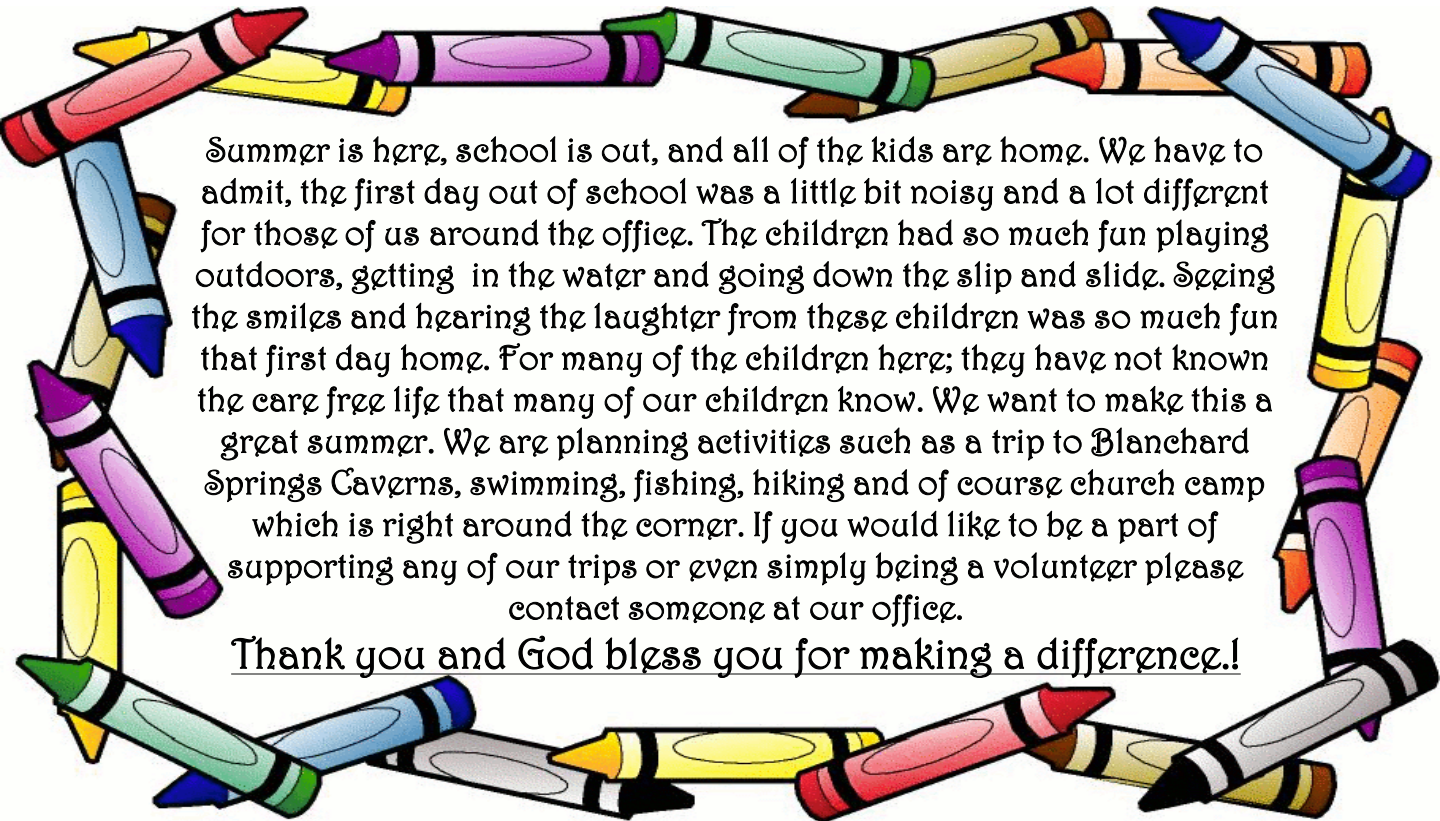 Summer is here, school is out, and all of the kids are home. We have to
admit, the first day out of school was a little bit noisy and a lot different
for those of us around the office. The children had so much fun playing
outdoors, getting  in the water and going down the slip and slide. Seeing
the smiles and hearing the laughter from these children was so much fun
that first day home. For many of the children here; they have not known
the care free life that many of our children know. We want to make this a
great summer. We are planning activities such as a trip to Blanchard
Springs Caverns, swimming, fishing, hiking and of course church camp
which is right around the corner. If you would like to be a part of
supporting any of our trips or even simply being a volunteer please
contact someone at our office.
Thank you and God bless you for making a difference.!